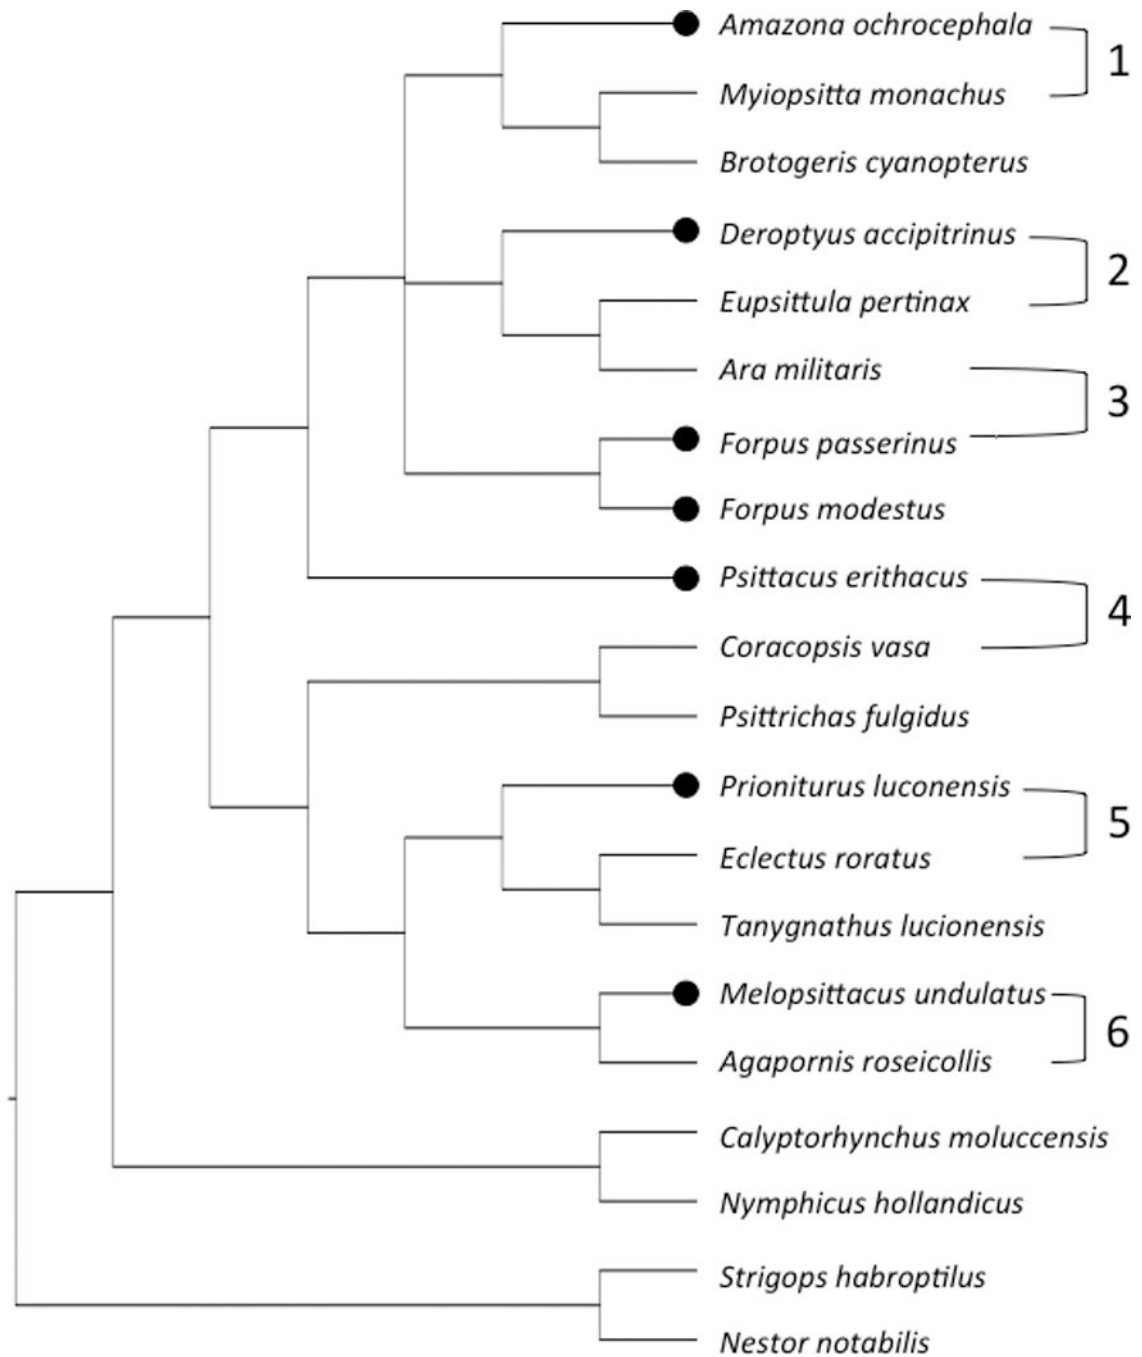 Amazona ochrocephala
1
Myiopsitta monachus
Brotogeris cyanopterus
Deroptyus accipitrinus
2
Eupsittula pertinax
Ara militaris
3
Forpus passerinus
Forpus modestus
Psittacus erithacus
4
Coracopsis vasa
Psittrichas fulgidus
Prioniturus luconensis
5
Eclectus roratus
Tanygnathus lucionensis
Melopsittacus undulatus
6
Agapornis roseicollis
Calyptorhynchus moluccensis
Nymphicus hollandicus
Strigops habroptilus
Nestor notabilis